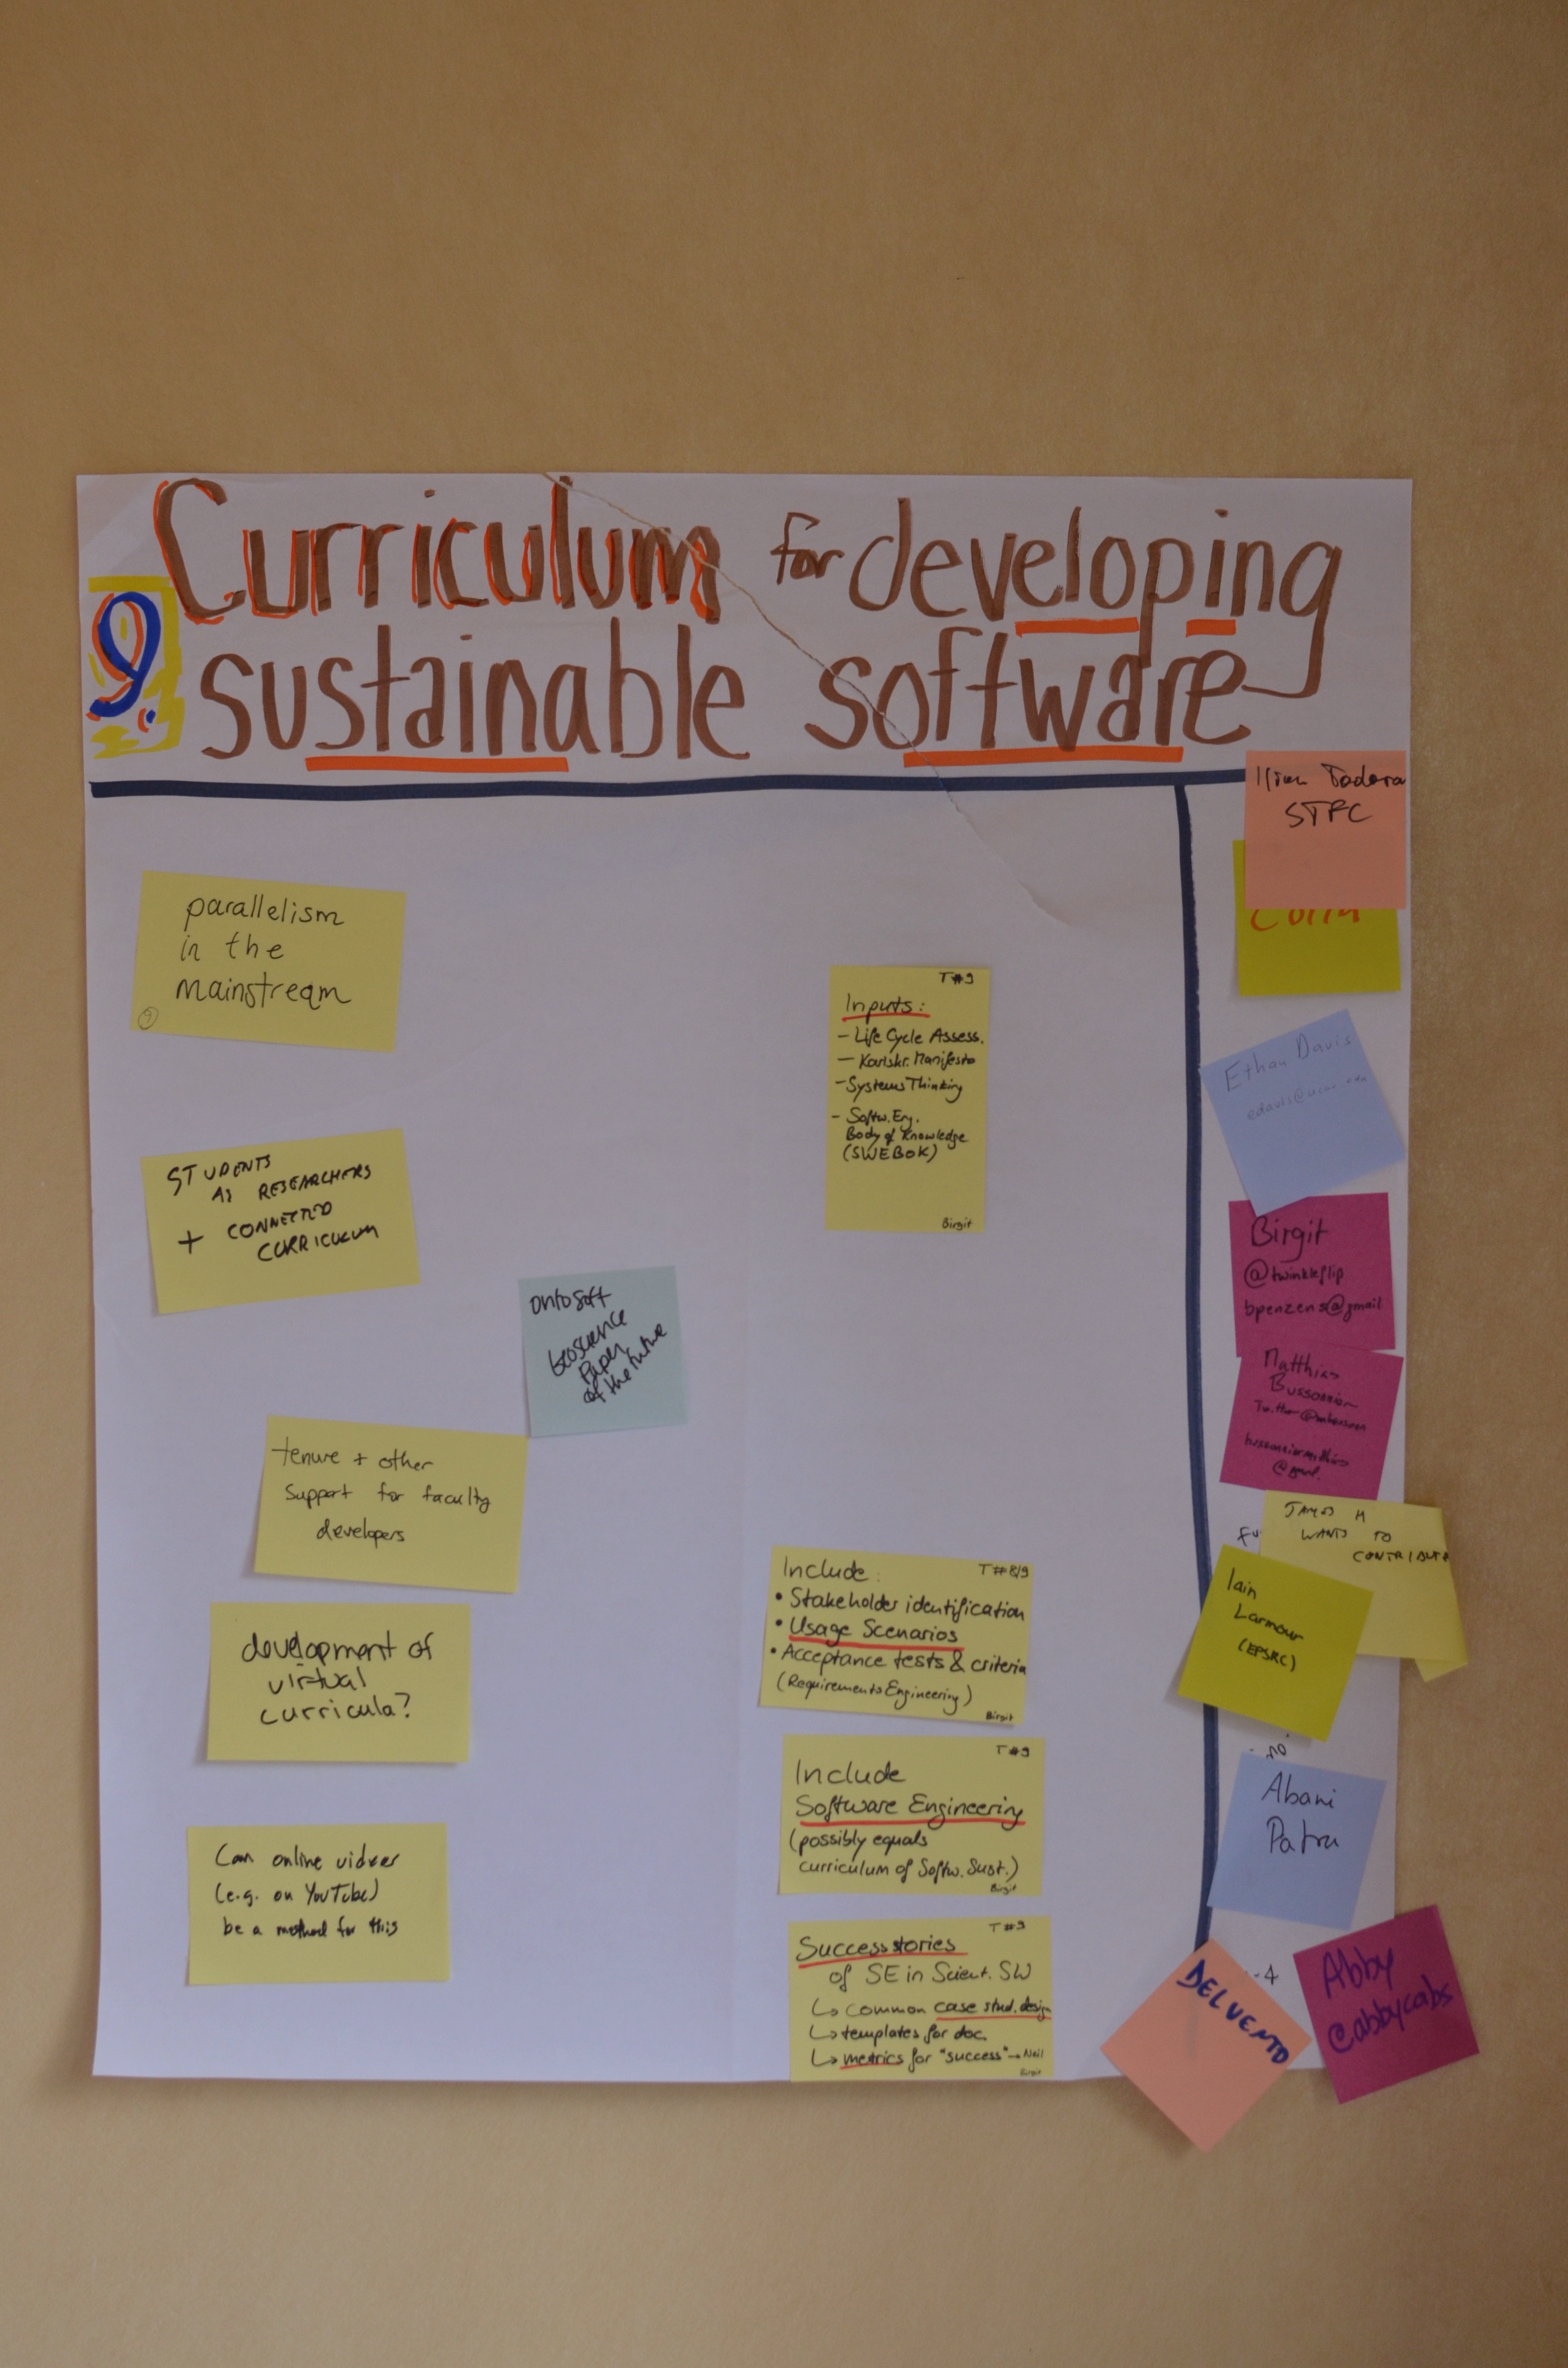 Curriculum for developing
9.
sustainable software
parallelism
in the
mainstream
9
STUDENTS
AS RESEARCHERS
+ CONNECTED
CURRICULUM
Ontosoft
Geoscience
Paper
of the future
tenure + other
support for faculty
developers
development of
virtual
curricula?
Can online videos
(e.g. on YouTube)
be a method for this
T#9
Inputs:
- Life Cycle Assess.
- Karlskr. Manifesto
- Systems Thinking
- Softw. Eng.
Body of Knowledge
(SWEBOK)
Birgit
Include: T#8/9
• Stakeholder identification
• Usage Scenarios
• Acceptance tests & criteria
(Requirements Engineering)
Birgit
T#9
Include
Software Engineering
(possibly equals
curriculum of Softw. Sust.)
Birgit
T#9
Success stories
of SE in Scient. SW
↳ common case stud. design
↳ templates for doc.
↳ metrics for "success" → Neil
Birgit
Todorov
STFC
Ethan Davis
edavis@ucar.edu
Birgit
@twinkleflip
bpenzens@gmail
Matthias
Bussonnier
Twitter
@gmail
JAMES H
WANTS TO
CONTRIBUTE
Iain
Larmour
(EPSRC)
no
Abani
Patra
-4
DELVENTO
Abby
@abbycabs